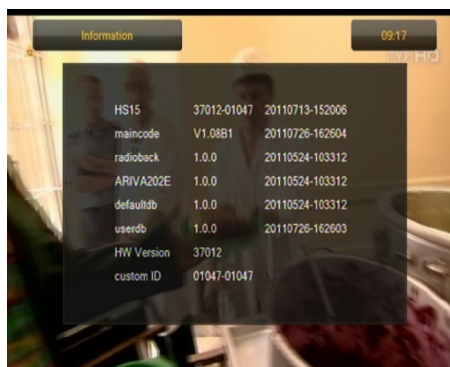 Information 09:17
HD
HS15 37012-01047 20110713-152006
maincode V1.08B1 20110726-162604
radioback 1.0.0 20110524-103312
ARIVA202E 1.0.0 20110524-103312
defaultdb 1.0.0 20110524-103312
userdb 1.0.0 20110726-162603
HW Version 37012
custom ID 01047-01047